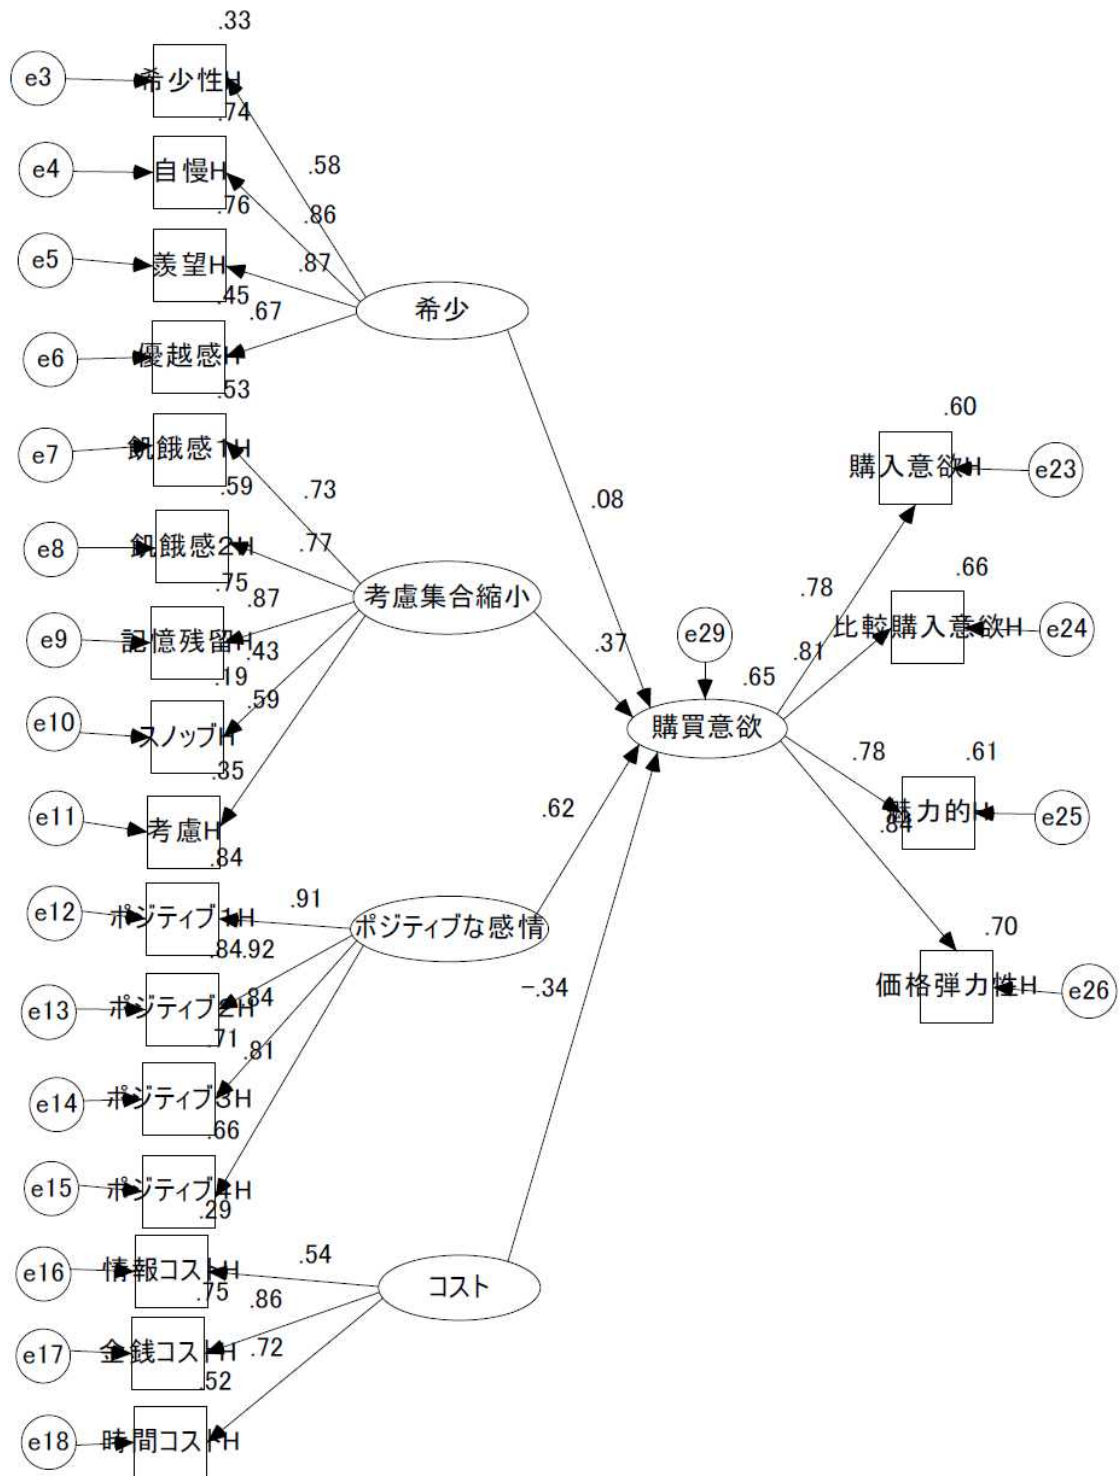 .33
e3
希少性H
.74
.58
e4
自慢H
.76
.86
e5
羨望H
.87
.45
.67
希少
e6
優越感H
.53
.60
e7
飢餓感1H
購入意欲H
e23
.59
.73
.08
e8
飢餓感2H
.77
.75
.87
考慮集合縮小
.78
.66
e9
記憶残留H
.43
.37
e29
.81
比較購入意欲H
e24
.19
.59
.65
e10
スノッブH
購買意欲
.35
.78
.61
e11
考慮H
.62
.84
魅力的H
e25
.84
e12
ポジティブ1H
.91
ポジティブな感情
.84
.92
.70
e13
ポジティブ2H
.84
-.34
価格弾力性H
e26
.71
.81
e14
ポジティブ3H
.66
e15
ポジティブ4H
.29
e16
情報コストH
.54
コスト
.75
.86
e17
金銭コストH
.72
.52
e18
時間コストH